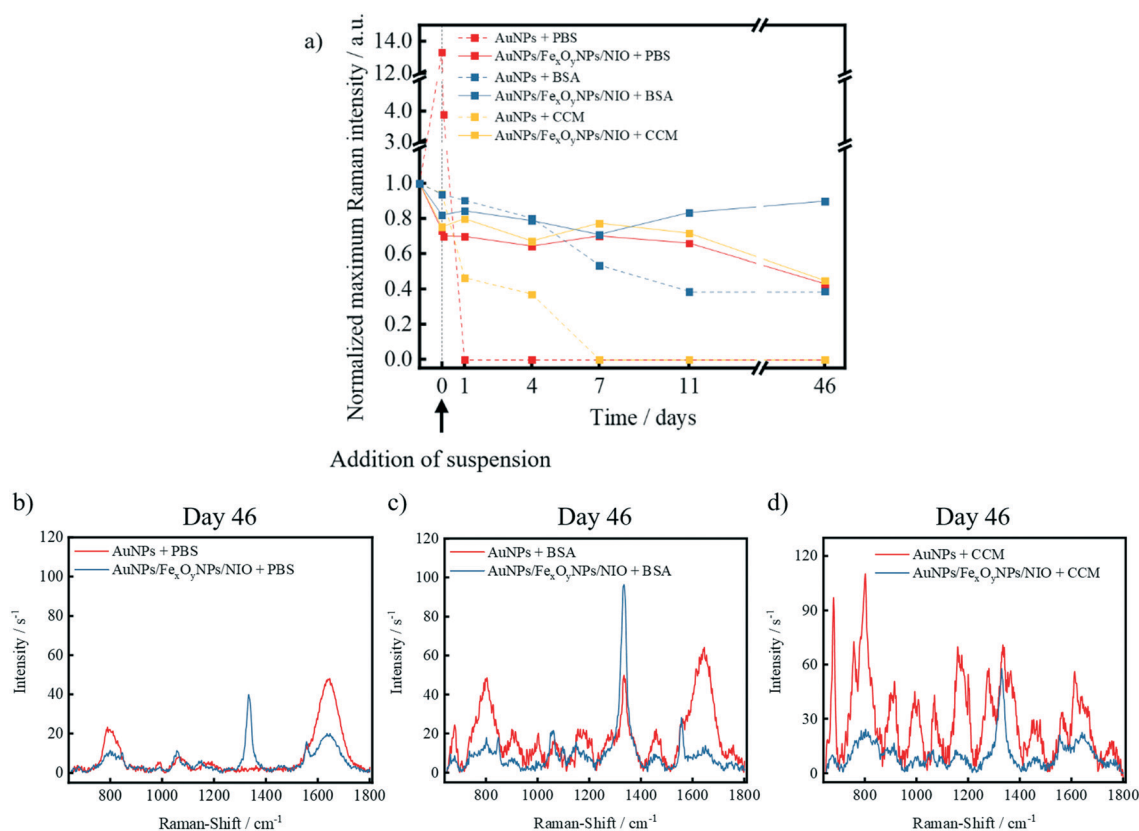 a)
Normalized maximum Raman intensity / a.u.
14.0
12.0
4.0
3.0
1.0
0.8
0.6
0.4
0.2
0.0
AuNPs + PBS
AuNPs/FeₓOᵧNPs/NIO + PBS
AuNPs + BSA
AuNPs/FeₓOᵧNPs/NIO + BSA
AuNPs + CCM
AuNPs/FeₓOᵧNPs/NIO + CCM
0 1 4 7 11 46
Time / days
Addition of suspension
b)
Day 46
Intensity / s⁻¹
120
100
80
60
40
20
0
AuNPs + PBS
AuNPs/FeₓOᵧNPs/NIO + PBS
800 1000 1200 1400 1600 1800
Raman-Shift / cm⁻¹
c)
Day 46
Intensity / s⁻¹
120
100
80
60
40
20
0
AuNPs + BSA
AuNPs/FeₓOᵧNPs/NIO + BSA
800 1000 1200 1400 1600 1800
Raman-Shift / cm⁻¹
d)
Day 46
Intensity / s⁻¹
120
90
60
30
0
AuNPs + CCM
AuNPs/FeₓOᵧNPs/NIO + CCM
800 1000 1200 1400 1600 1800
Raman-Shift / cm⁻¹